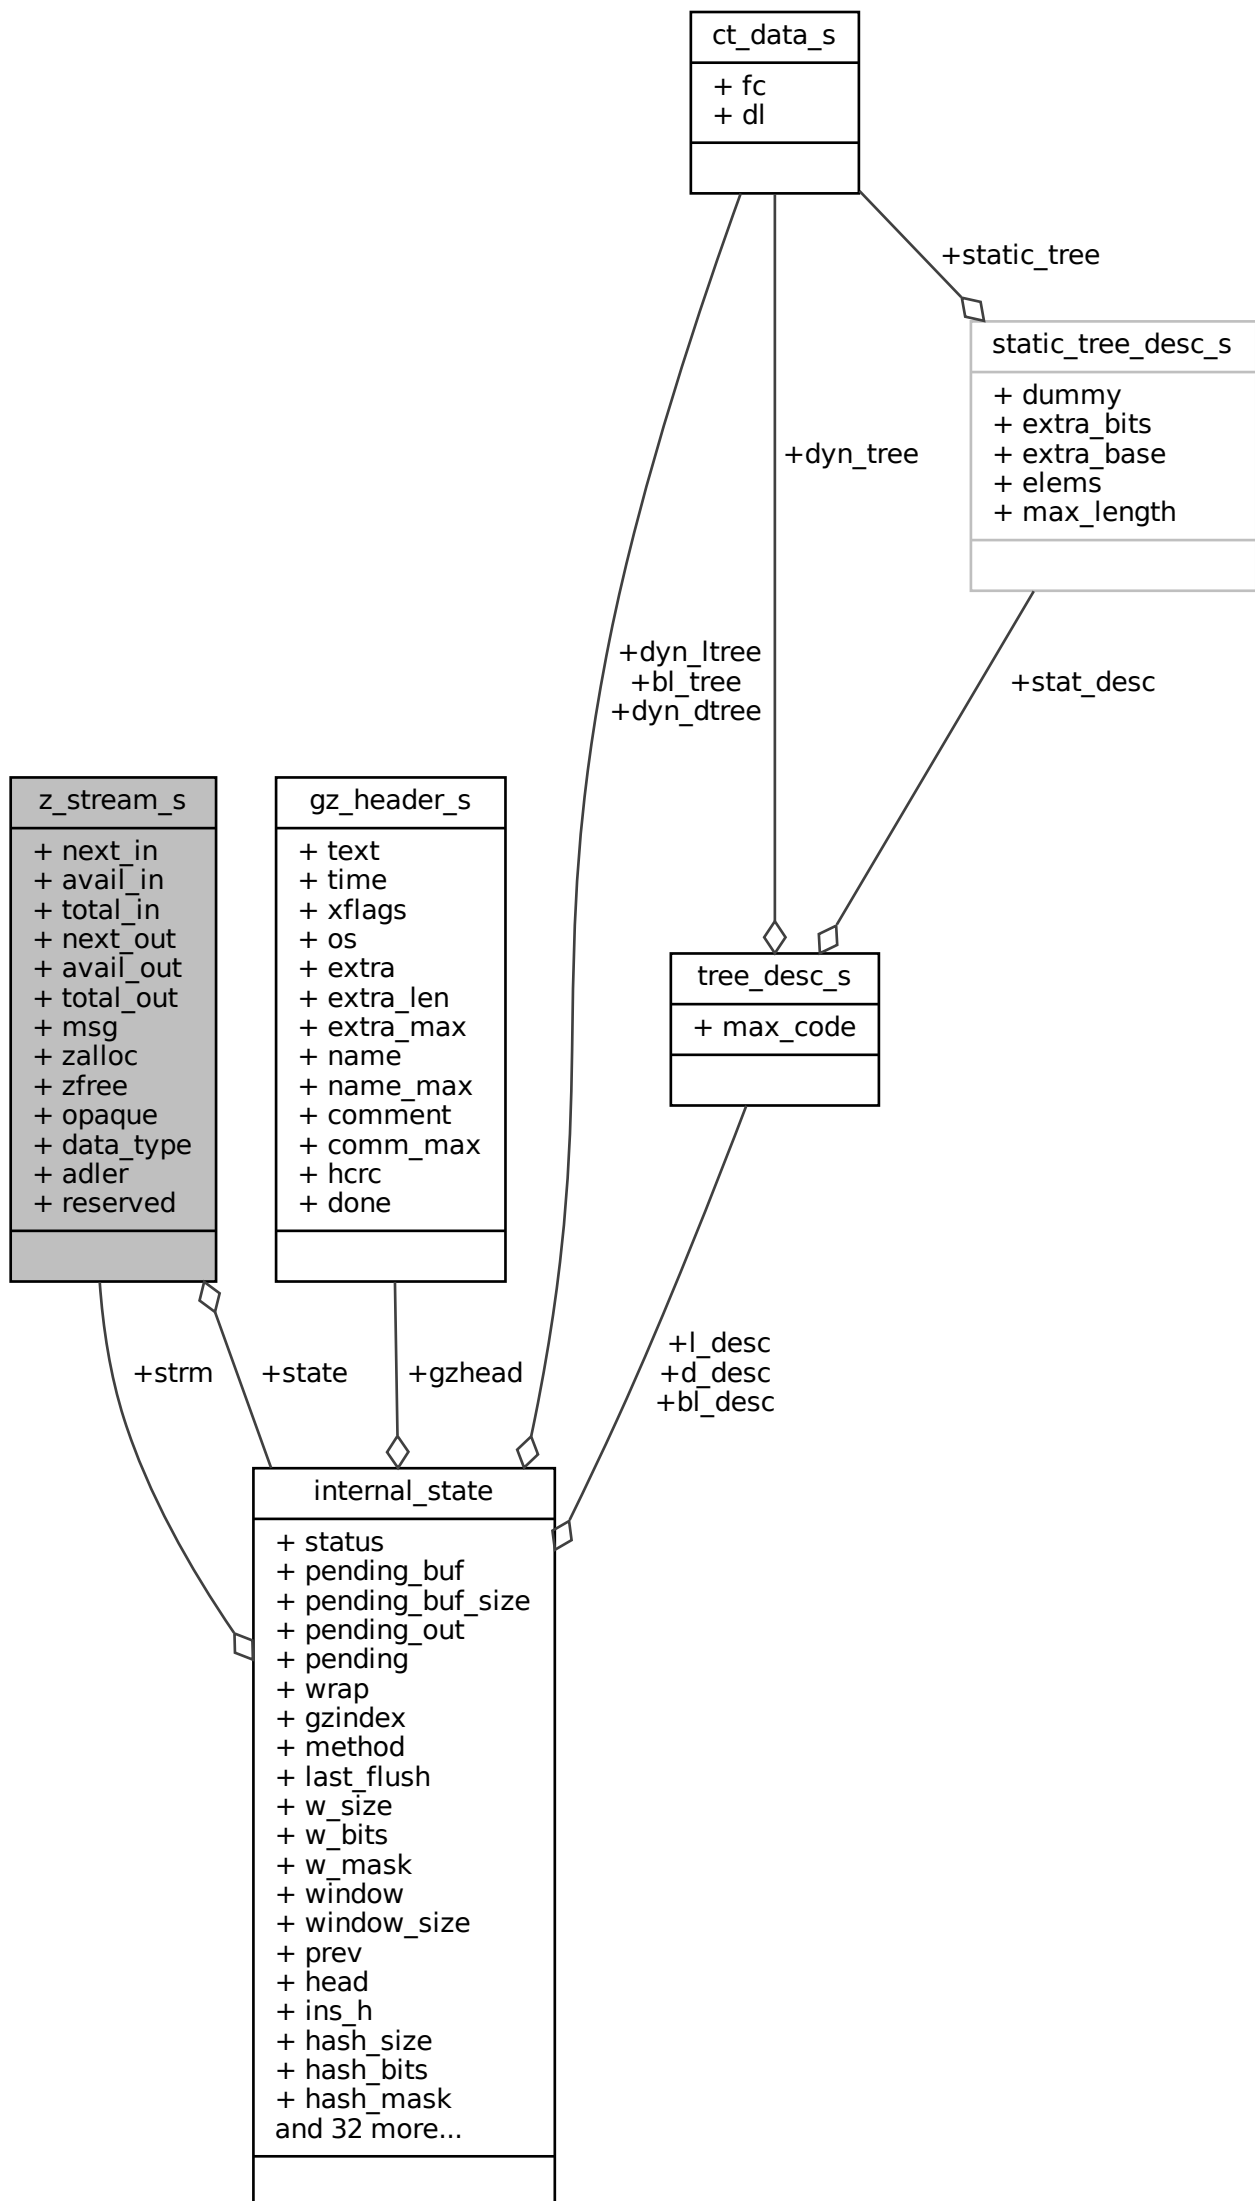 ct_data_s
+ fc
+ dl
+static_tree
static_tree_desc_s
+ dummy
+ extra_bits
+ extra_base
+ elems
+ max_length
+dyn_tree
+dyn_ltree
+bl_tree
+dyn_dtree
+stat_desc
z_stream_s
+ next_in
+ avail_in
+ total_in
+ next_out
+ avail_out
+ total_out
+ msg
+ zalloc
+ zfree
+ opaque
+ data_type
+ adler
+ reserved
gz_header_s
+ text
+ time
+ xflags
+ os
+ extra
+ extra_len
+ extra_max
+ name
+ name_max
+ comment
+ comm_max
+ hcrc
+ done
tree_desc_s
+ max_code
+strm
+state
+gzhead
+l_desc
+d_desc
+bl_desc
internal_state
+ status
+ pending_buf
+ pending_buf_size
+ pending_out
+ pending
+ wrap
+ gzindex
+ method
+ last_flush
+ w_size
+ w_bits
+ w_mask
+ window
+ window_size
+ prev
+ head
+ ins_h
+ hash_size
+ hash_bits
+ hash_mask
and 32 more...